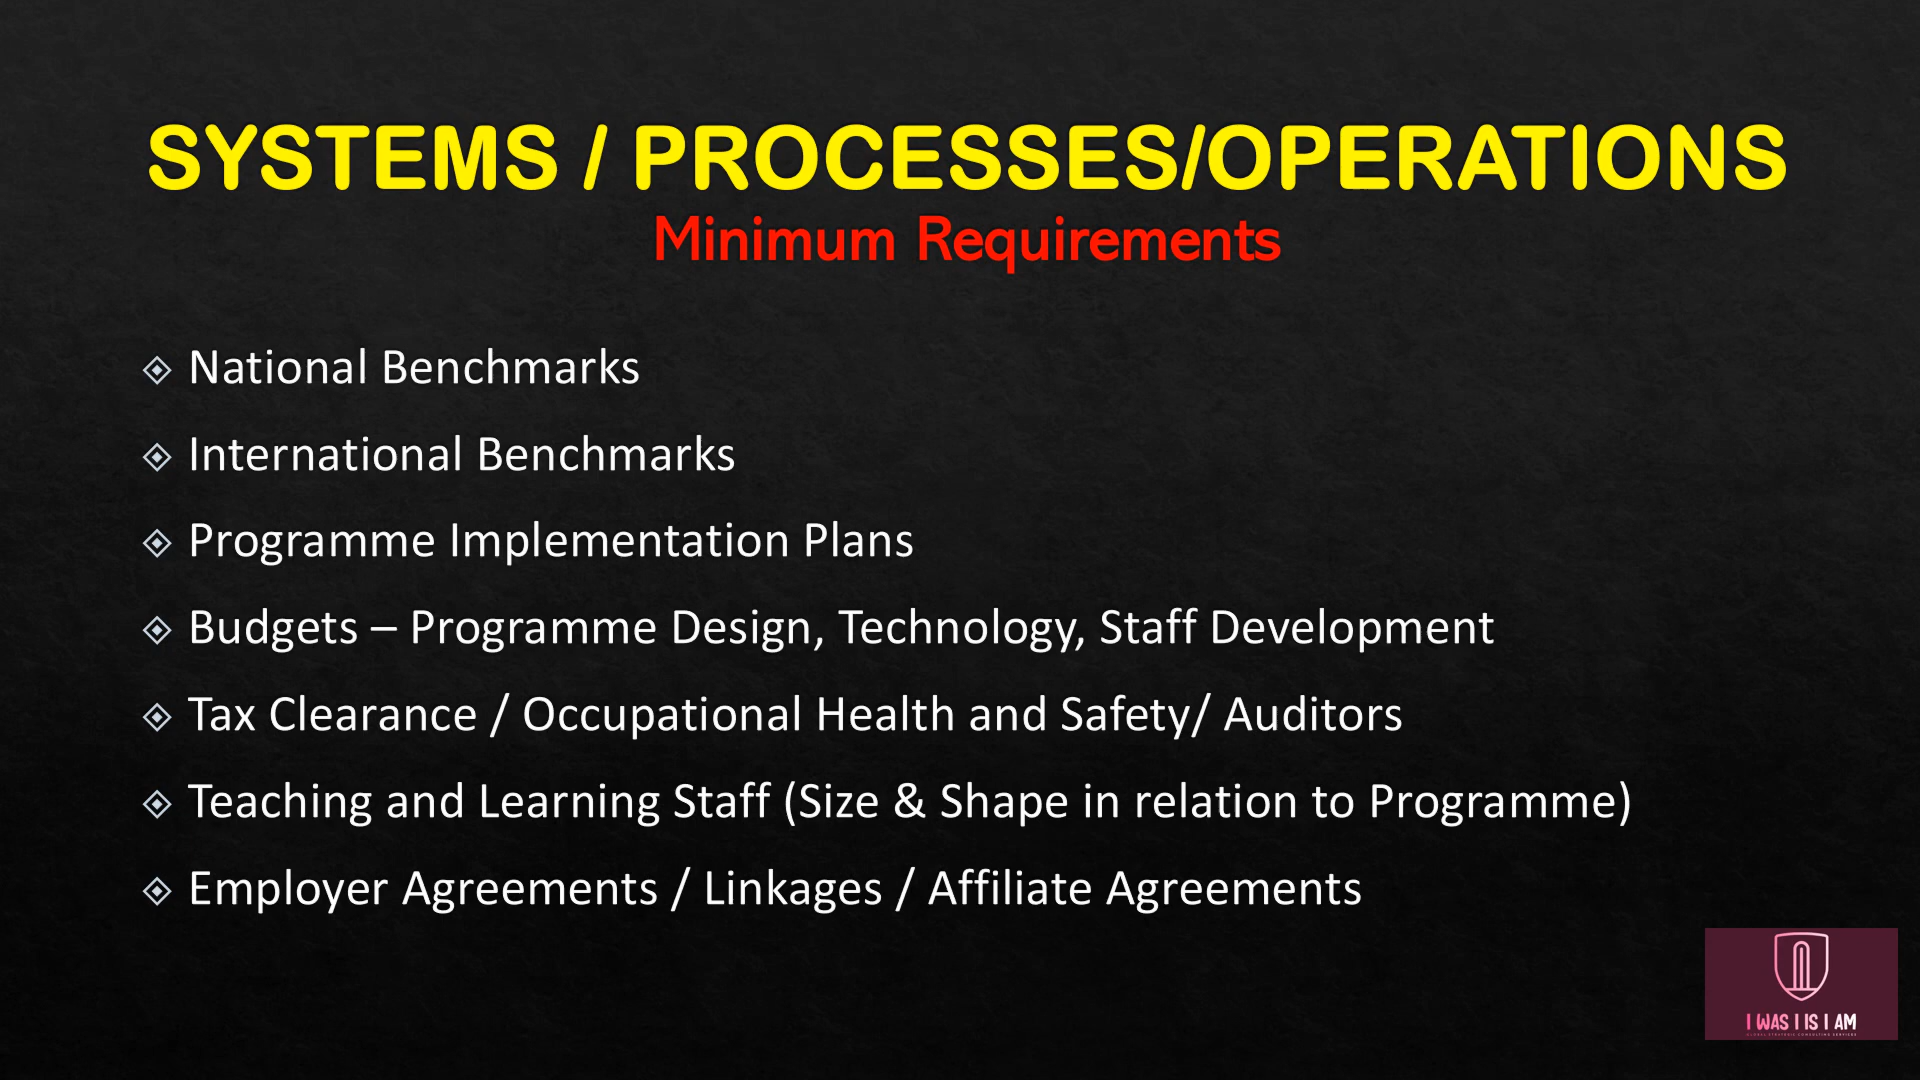 SYSTEMS / PROCESSES/OPERATIONS
Minimum Requirements
National Benchmarks
International Benchmarks
Programme Implementation Plans
Budgets – Programme Design, Technology, Staff Development
Tax Clearance / Occupational Health and Safety/ Auditors
Teaching and Learning Staff (Size & Shape in relation to Programme)
Employer Agreements / Linkages / Affiliate Agreements
I WAS I IS I AM